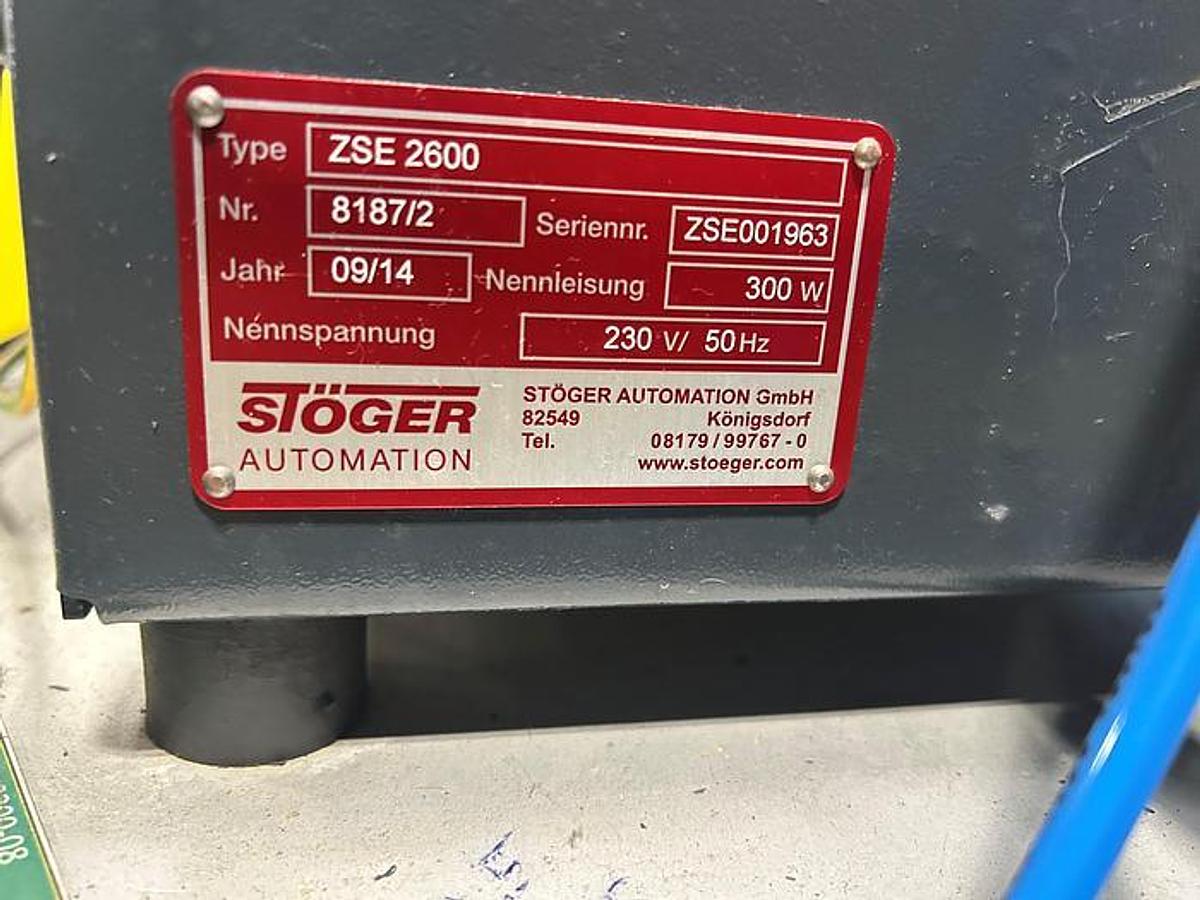 Type ZSE 2600
Nr. 8187/2 Seriennr. ZSE001963
Jahr 09/14 Nennleisung 300 W
Nennspannung 230 V/ 50 Hz
STÖGER AUTOMATION
STÖGER AUTOMATION GmbH
82549 Königsdorf
Tel. 08179/99767-0
www.stoeger.com